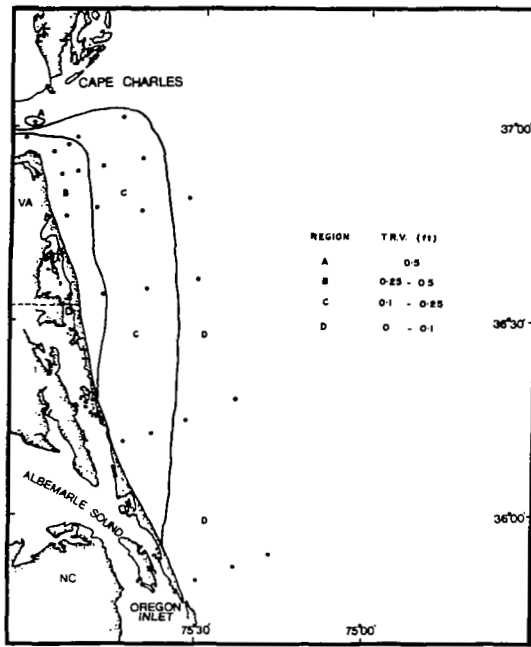 CAPE CHARLES
A
37°00'
VA
B
C
REGION T.R.V. (ft)
A 0·5
B 0·25 - 0·5
C 0·1 - 0·25
D 0 - 0·1
36°30'
C
D
ALBEMARLE SOUND
D
36°00'
NC
OREGON
INLET
75°30'
75°00'